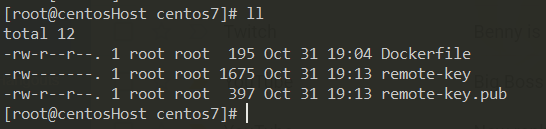 [root@centosHost centos7]# ll
total 12
-rw-r--r--. 1 root root  195 Oct 31 19:04 Dockerfile
-rw-------. 1 root root 1675 Oct 31 19:13 remote-key
-rw-r--r--. 1 root root  397 Oct 31 19:13 remote-key.pub
[root@centosHost centos7]#